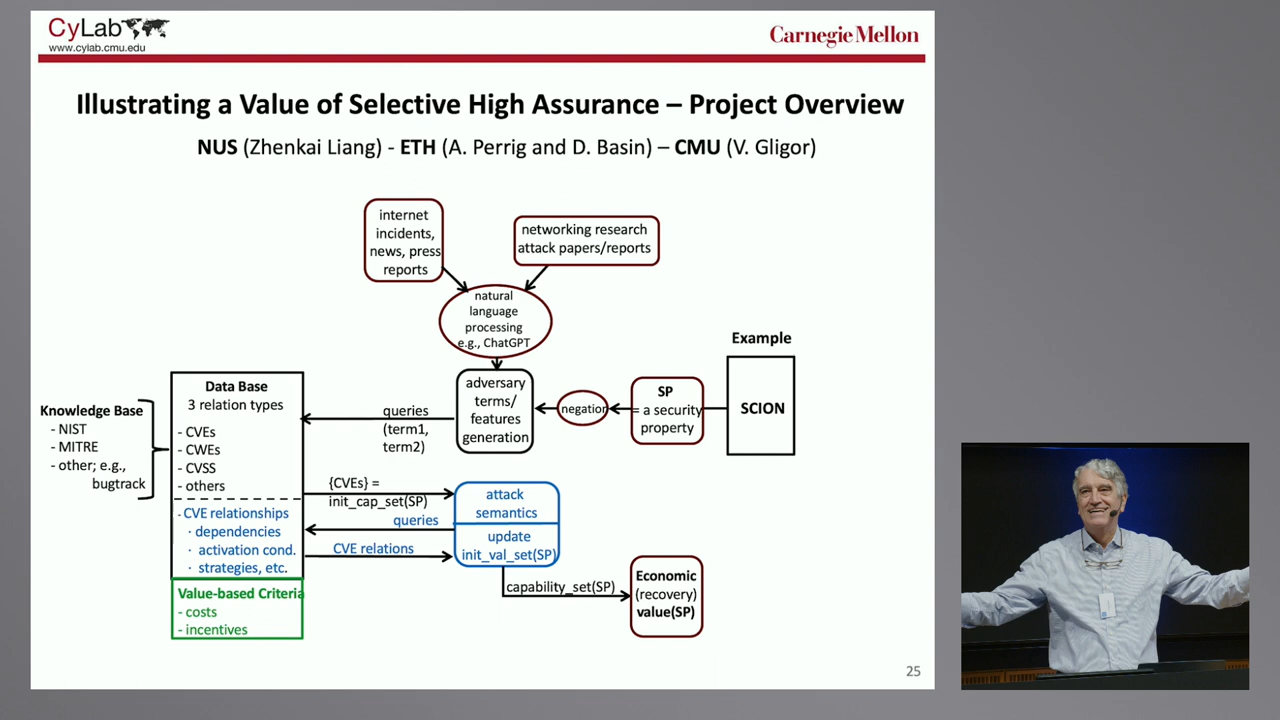 CyLab
www.cylab.cmu.edu
Carnegie Mellon
Illustrating a Value of Selective High Assurance – Project Overview
NUS (Zhenkai Liang) - ETH (A. Perrig and D. Basin) – CMU (V. Gligor)
internet
incidents,
news, press
reports
networking research
attack papers/reports
natural
language
processing
e.g., ChatGPT
Example
SCION
SP
= a security
property
negation
adversary
terms/
features
generation
queries
(term1,
term2)
Data Base
3 relation types
- CVEs
- CWEs
- CVSS
- others
Knowledge Base
- NIST
- MITRE
- other; e.g.,
bugtrack
- CVE relationships
· dependencies
· activation cond.
· strategies, etc.
Value-based Criteria
- costs
- incentives
{CVEs} =
init_cap_set(SP)
queries
CVE relations
attack
semantics
update
init_val_set(SP)
capability_set(SP)
Economic
(recovery)
value(SP)
25